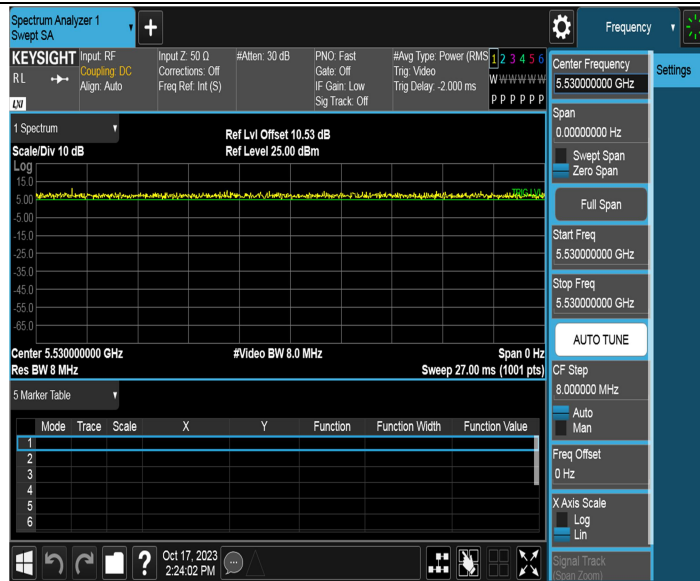 Spectrum Analyzer 1
Swept SA
+
Frequency
KEYSIGHT
RL
LXI
Input: RF
Coupling: DC
Align: Auto
Input Z: 50 Ω
Corrections: Off
Freq Ref: Int (S)
#Atten: 30 dB
PNO: Fast
Gate: Off
IF Gain: Low
Sig Track: Off
#Avg Type: Power (RMS
Trig: Video
Trig Delay: -2.000 ms
1 2 3 4 5 6
W W W W W W
P P P P P P
1 Spectrum
Scale/Div 10 dB
Ref Lvl Offset 10.53 dB
Ref Level 25.00 dBm
Log
15.0
5.00
-5.00
-15.0
-25.0
-35.0
-45.0
-55.0
-65.0
TRIG LVL
Center 5.530000000 GHz
Res BW 8 MHz
#Video BW 8.0 MHz
Span 0 Hz
Sweep 27.00 ms (1001 pts)
5 Marker Table
Mode Trace Scale X Y Function Function Width Function Value
1
2
3
4
5
6
Center Frequency
5.530000000 GHz
Settings
Span
0.00000000 Hz
Swept Span
Zero Span
Full Span
Start Freq
5.530000000 GHz
Stop Freq
5.530000000 GHz
AUTO TUNE
CF Step
8.000000 MHz
Auto
Man
Freq Offset
0 Hz
X Axis Scale
Log
Lin
Signal Track
(Span Zoom)
?
Oct 17, 2023
2:24:02 PM